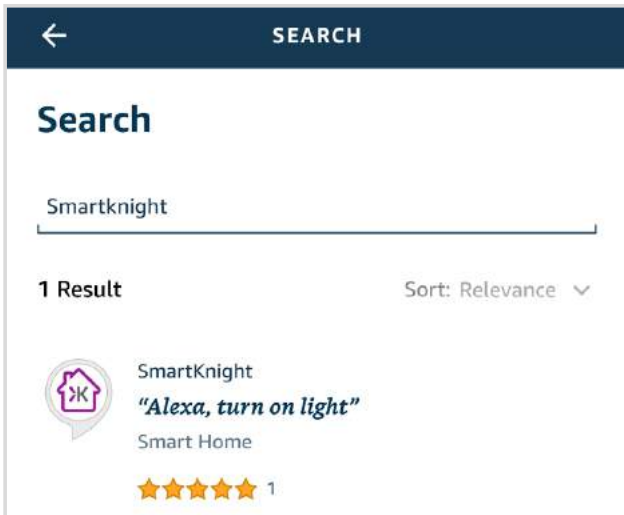 SEARCH
Search
Smartknight
1 Result
Sort: Relevance
SmartKnight
“Alexa, turn on light”
Smart Home
1